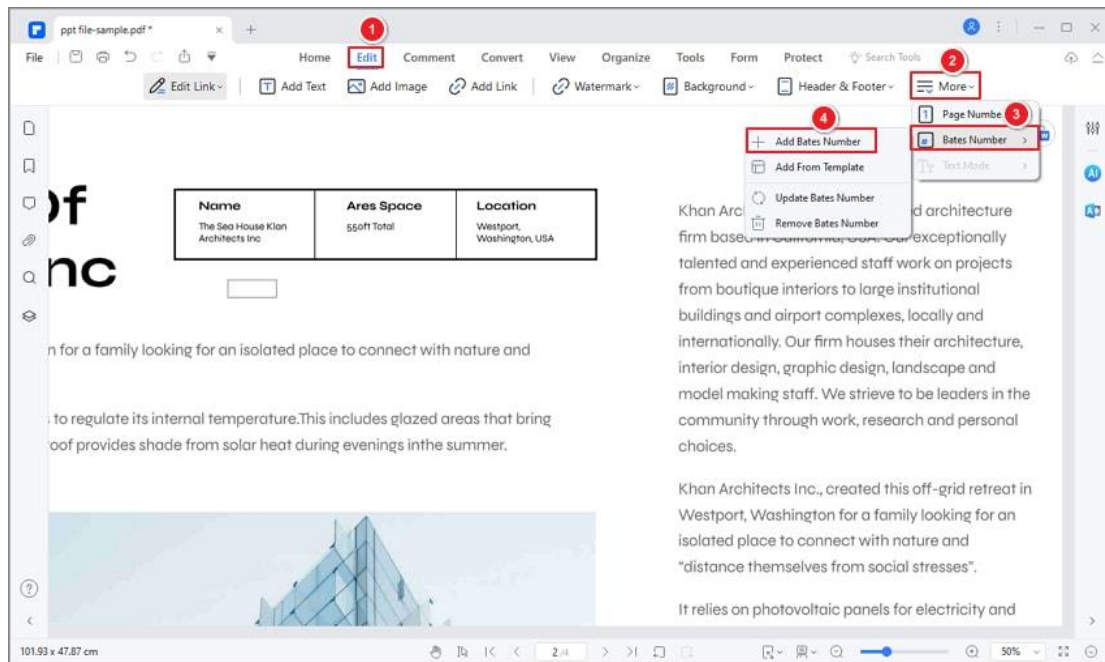 ppt file-sample.pdf *
1
File Home Edit Comment Convert View Organize Tools Form Protect Search Tools
2
Edit Link Add Text Add Image Add Link Watermark Background Header & Footer More
1 Page 3
4
# Bates Number
Add Bates Number
Add From Template
Tr Text Mode
Update Bates Number
Remove Bates Number
W
AI
of
nc
Name Ares Space Location
The Sea House Klan 550ft Total Westport,
Architects Inc Washington, USA
n for a family looking for an isolated place to connect with nature and
to regulate its internal temperature.This includes glazed areas that bring
oof provides shade from solar heat during evenings inthe summer.
Khan d architecture
firm based in California, USA. Our exceptionally
talented and experienced staff work on projects
from boutique interiors to large institutional
buildings and airport complexes, locally and
internationally. Our firm houses their architecture,
interior design, graphic design, landscape and
model making staff. We strieve to be leaders in the
community through work, research and personal
choices.
Khan Architects Inc., created this off-grid retreat in
Westport, Washington for a family looking for an
isolated place to connect with nature and
“distance themselves from social stresses”.
It relies on photovoltaic panels for electricity and
101.93 x 47.87 cm 2 /4 50%